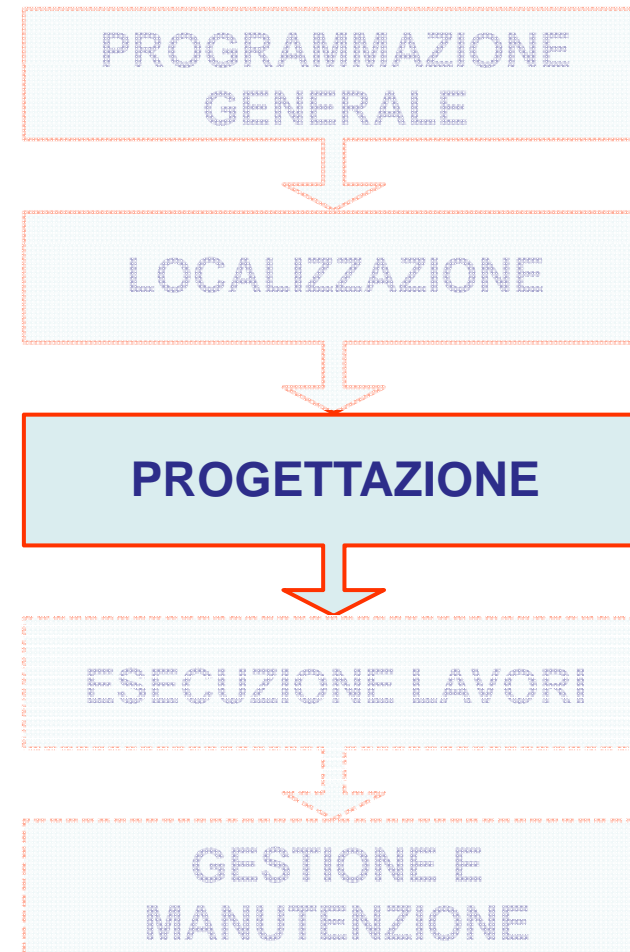 PROGRAMMAZIONE
GENERALE
LOCALIZZAZIONE
PROGETTAZIONE
ESECUZIONE LAVORI
GESTIONE E
MANUTENZIONE